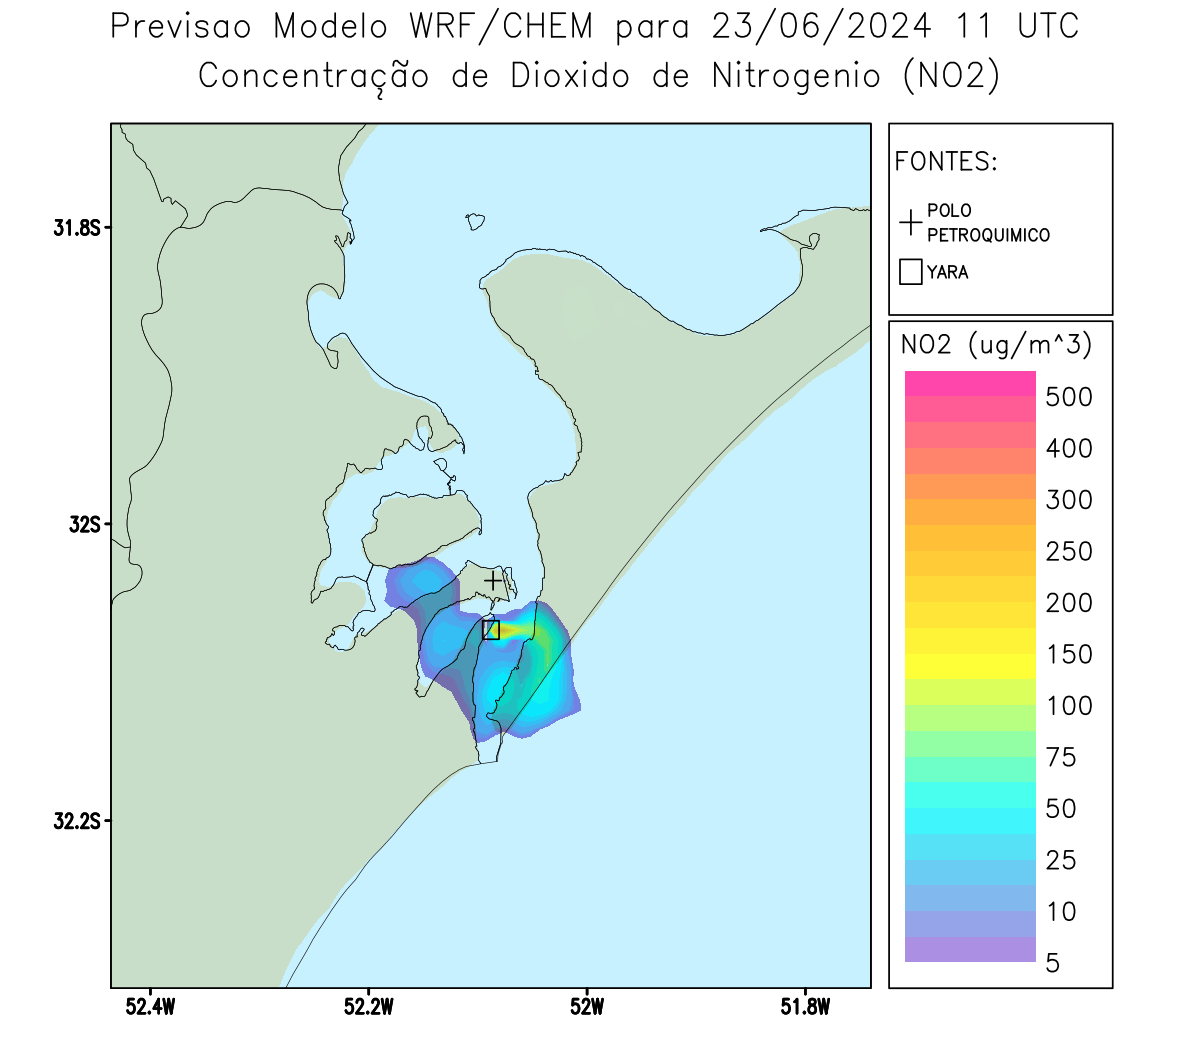 Previsao Modelo WRF/CHEM para 23/06/2024 11 UTC
Concentração de Dioxido de Nitrogenio (NO2)
FONTES:
POLO
PETROQUIMICO
YARA
NO2 (ug/m^3)
500
400
300
250
200
150
100
75
50
25
10
5
31.8S
32S
32.2S
52.4W
52.2W
52W
51.8W